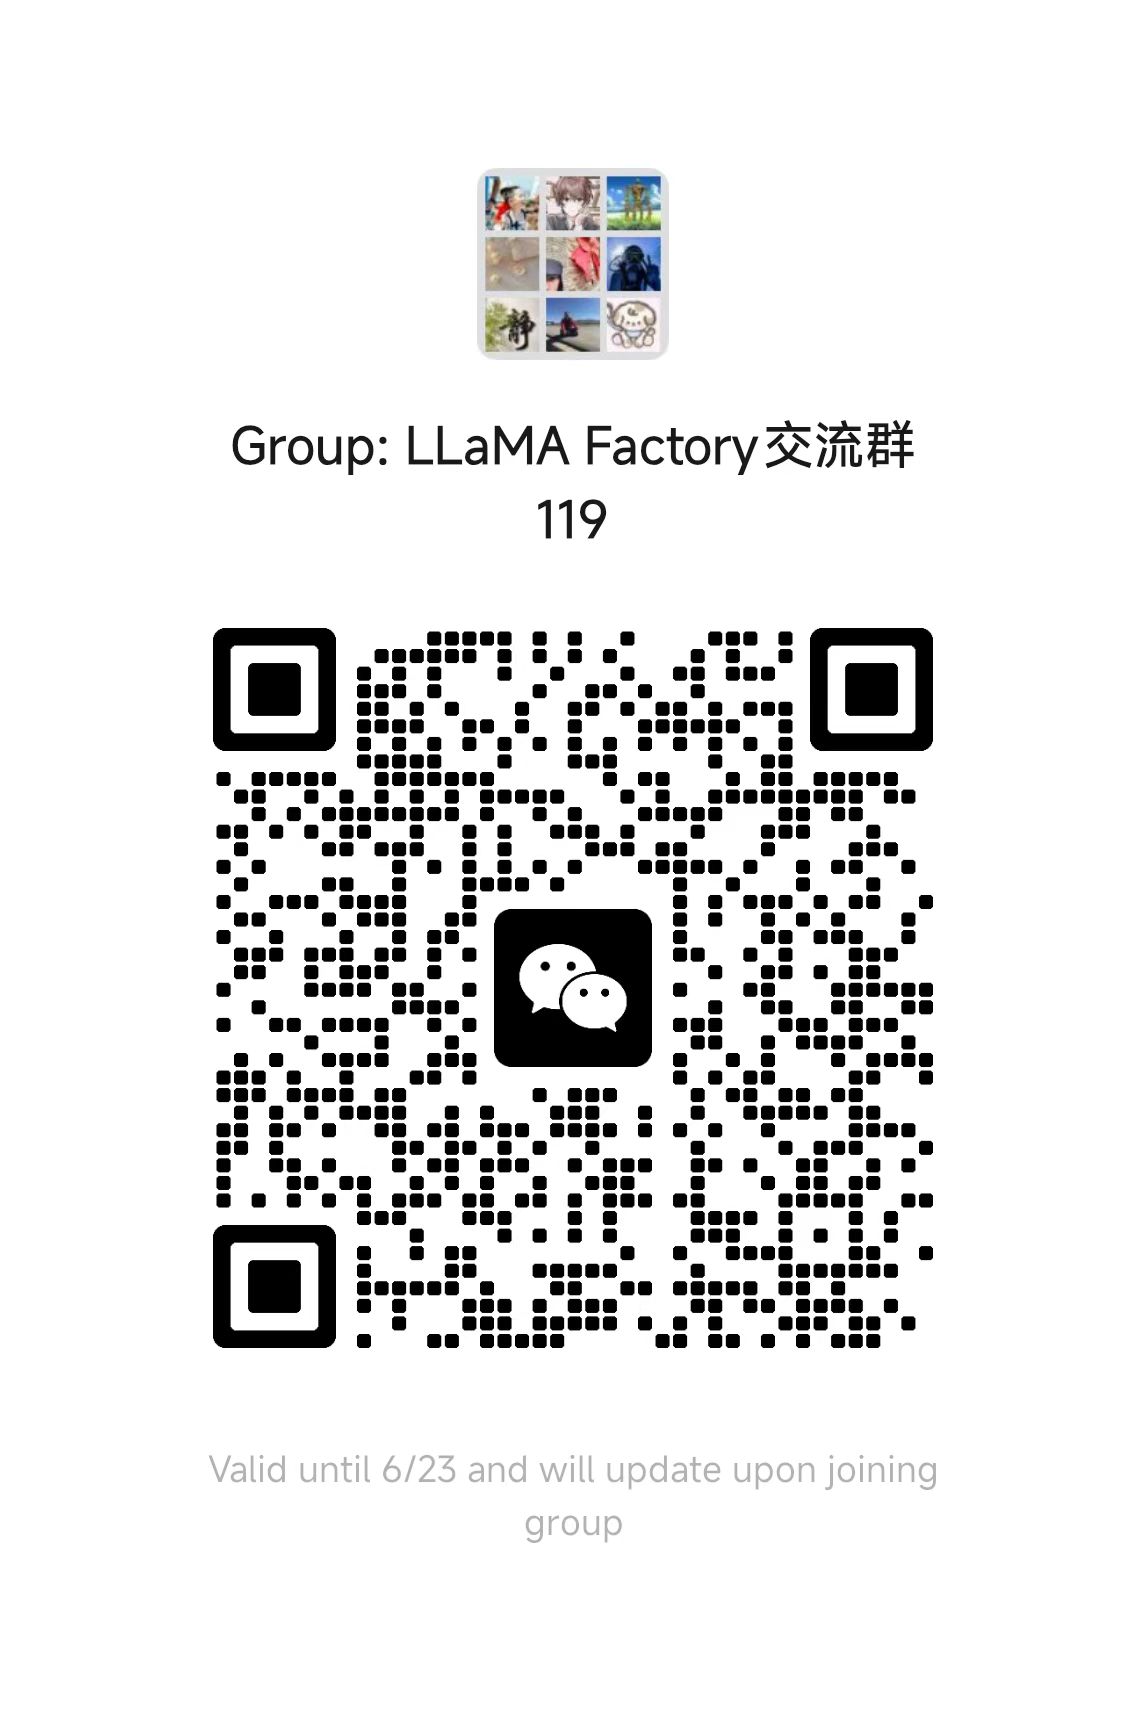 静
Group: LLaMA Factory交流群
119
Valid until 6/23 and will update upon joining
group